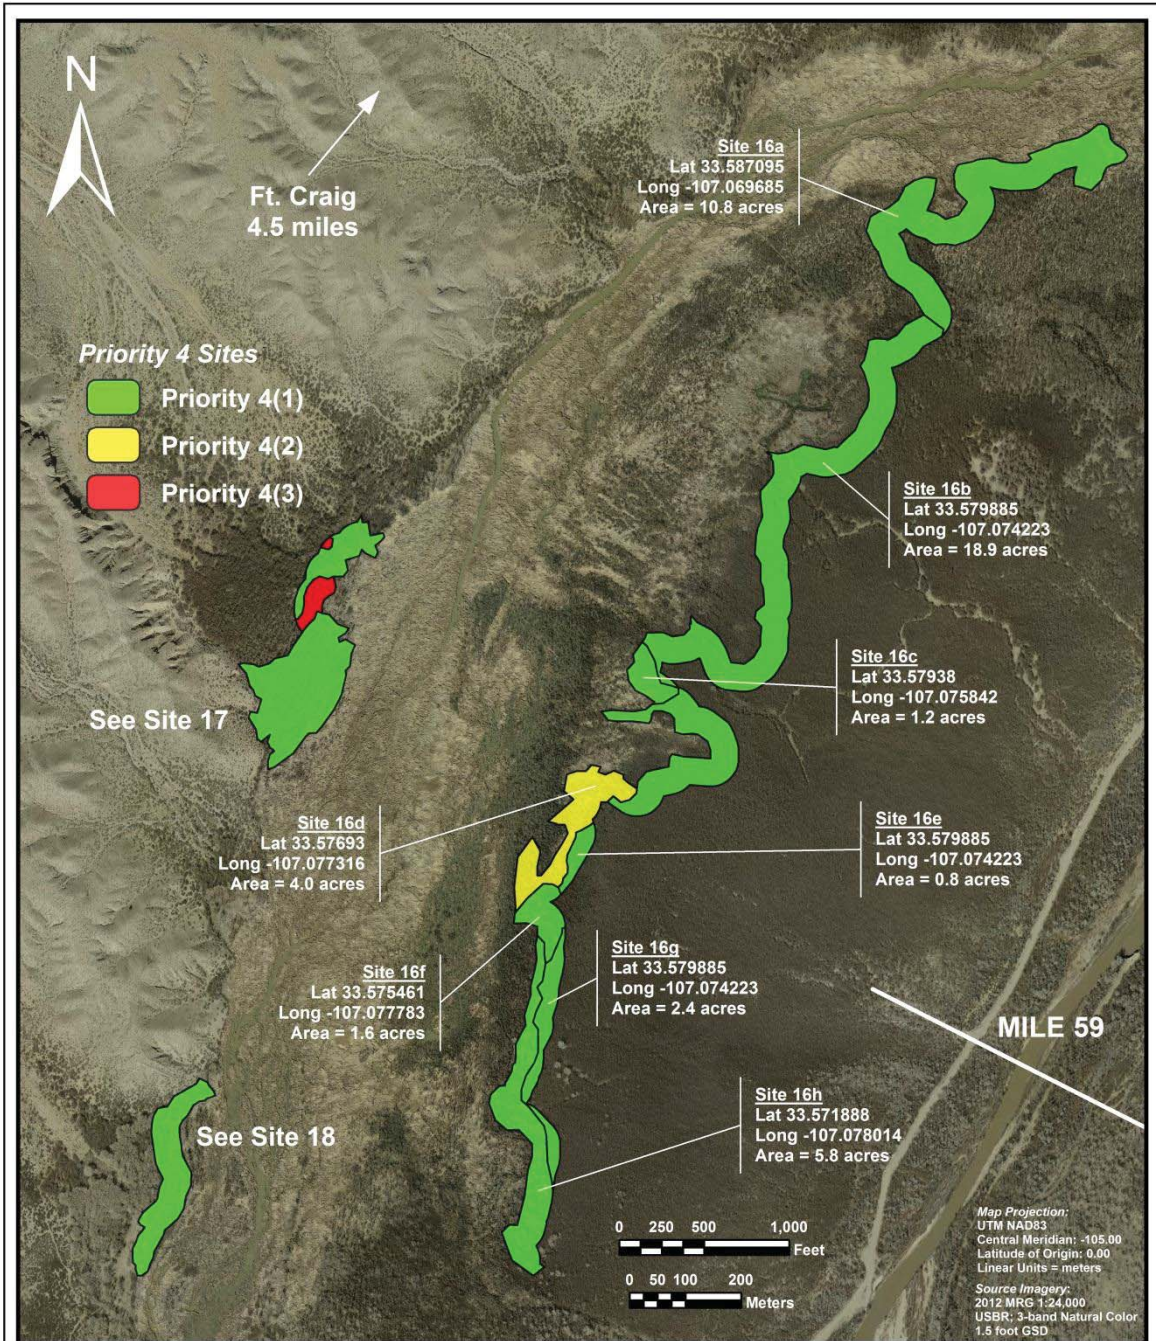 N
Ft. Craig
4.5 miles
Site 16a
Lat 33.587095
Long -107.069685
Area = 10.8 acres
Priority 4 Sites
Priority 4(1)
Priority 4(2)
Priority 4(3)
Site 16b
Lat 33.579885
Long -107.074223
Area = 18.9 acres
Site 16c
Lat 33.57938
Long -107.075842
Area = 1.2 acres
See Site 17
Site 16d
Lat 33.57693
Long -107.077316
Area = 4.0 acres
Site 16e
Lat 33.579885
Long -107.074223
Area = 0.8 acres
Site 16f
Lat 33.575461
Long -107.077783
Area = 1.6 acres
Site 16g
Lat 33.579885
Long -107.074223
Area = 2.4 acres
MILE 59
See Site 18
Site 16h
Lat 33.571888
Long -107.078014
Area = 5.8 acres
0 250 500 1,000
Feet
0 50 100 200
Meters
Map Projection:
UTM NAD83
Central Meridian: -105.00
Latitude of Origin: 0.00
Linear Units = meters
Source Imagery:
2012 MRG 1:24,000
USBR; 3-band Natural Color
1.5 foot GSD